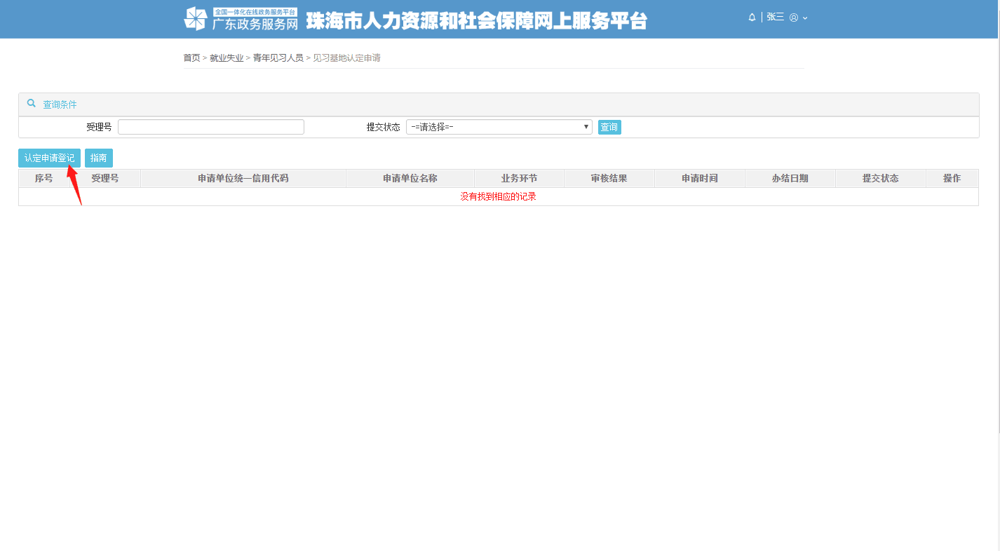 全国一体化在线政务服务平台
广东政务服务网 珠海市人力资源和社会保障网上服务平台 张三
首页 > 就业失业 > 青年见习人员 > 见习基地认定申请
查询条件
受理号 提交状态 -=请选择=- 查询
认定申请登记 指南
序号 受理号 申请单位统一信用代码 申请单位名称 业务环节 审核结果 申请时间 办结日期 提交状态 操作
没有找到相应的记录